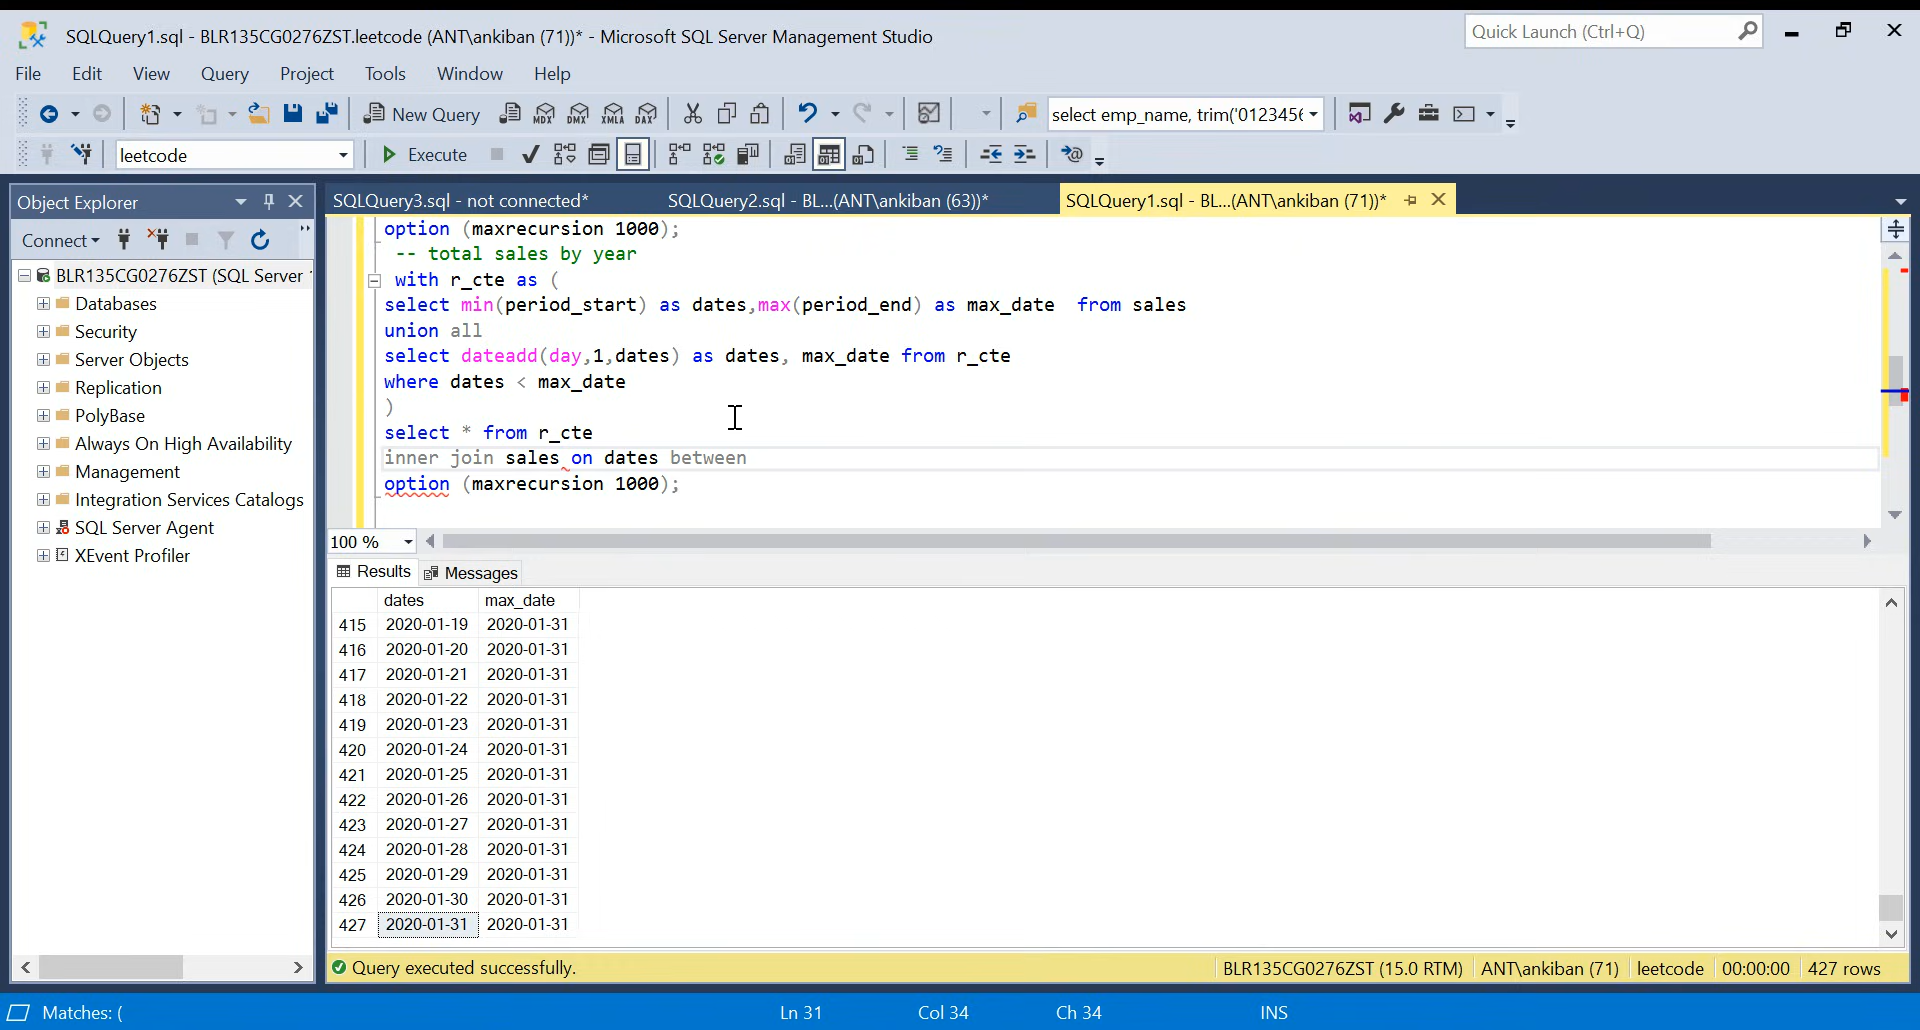 SQLQuery1.sql - BLR135CG0276ZST.leetcode (ANT\ankiban (71))* - Microsoft SQL Server Management Studio
Quick Launch (Ctrl+Q)
File Edit View Query Project Tools Window Help
New Query MDX DMX XMLA DAX select emp_name, trim('0123456
leetcode Execute
Object Explorer
SQLQuery3.sql - not connected* SQLQuery2.sql - BL...(ANT\ankiban (63))* SQLQuery1.sql - BL...(ANT\ankiban (71))*
Connect
BLR135CG0276ZST (SQL Server
Databases
Security
Server Objects
Replication
PolyBase
Always On High Availability
Management
Integration Services Catalogs
SQL Server Agent
XEvent Profiler
option (maxrecursion 1000);
-- total sales by year
with r_cte as (
select min(period_start) as dates,max(period_end) as max_date  from sales
union all
select dateadd(day,1,dates) as dates, max_date from r_cte
where dates < max_date
)
select * from r_cte
inner join sales on dates between
option (maxrecursion 1000);
100 %
Results Messages
dates max_date
415 2020-01-19 2020-01-31
416 2020-01-20 2020-01-31
417 2020-01-21 2020-01-31
418 2020-01-22 2020-01-31
419 2020-01-23 2020-01-31
420 2020-01-24 2020-01-31
421 2020-01-25 2020-01-31
422 2020-01-26 2020-01-31
423 2020-01-27 2020-01-31
424 2020-01-28 2020-01-31
425 2020-01-29 2020-01-31
426 2020-01-30 2020-01-31
427 2020-01-31 2020-01-31
Query executed successfully. BLR135CG0276ZST (15.0 RTM) ANT\ankiban (71) leetcode 00:00:00 427 rows
Matches: ( Ln 31 Col 34 Ch 34 INS